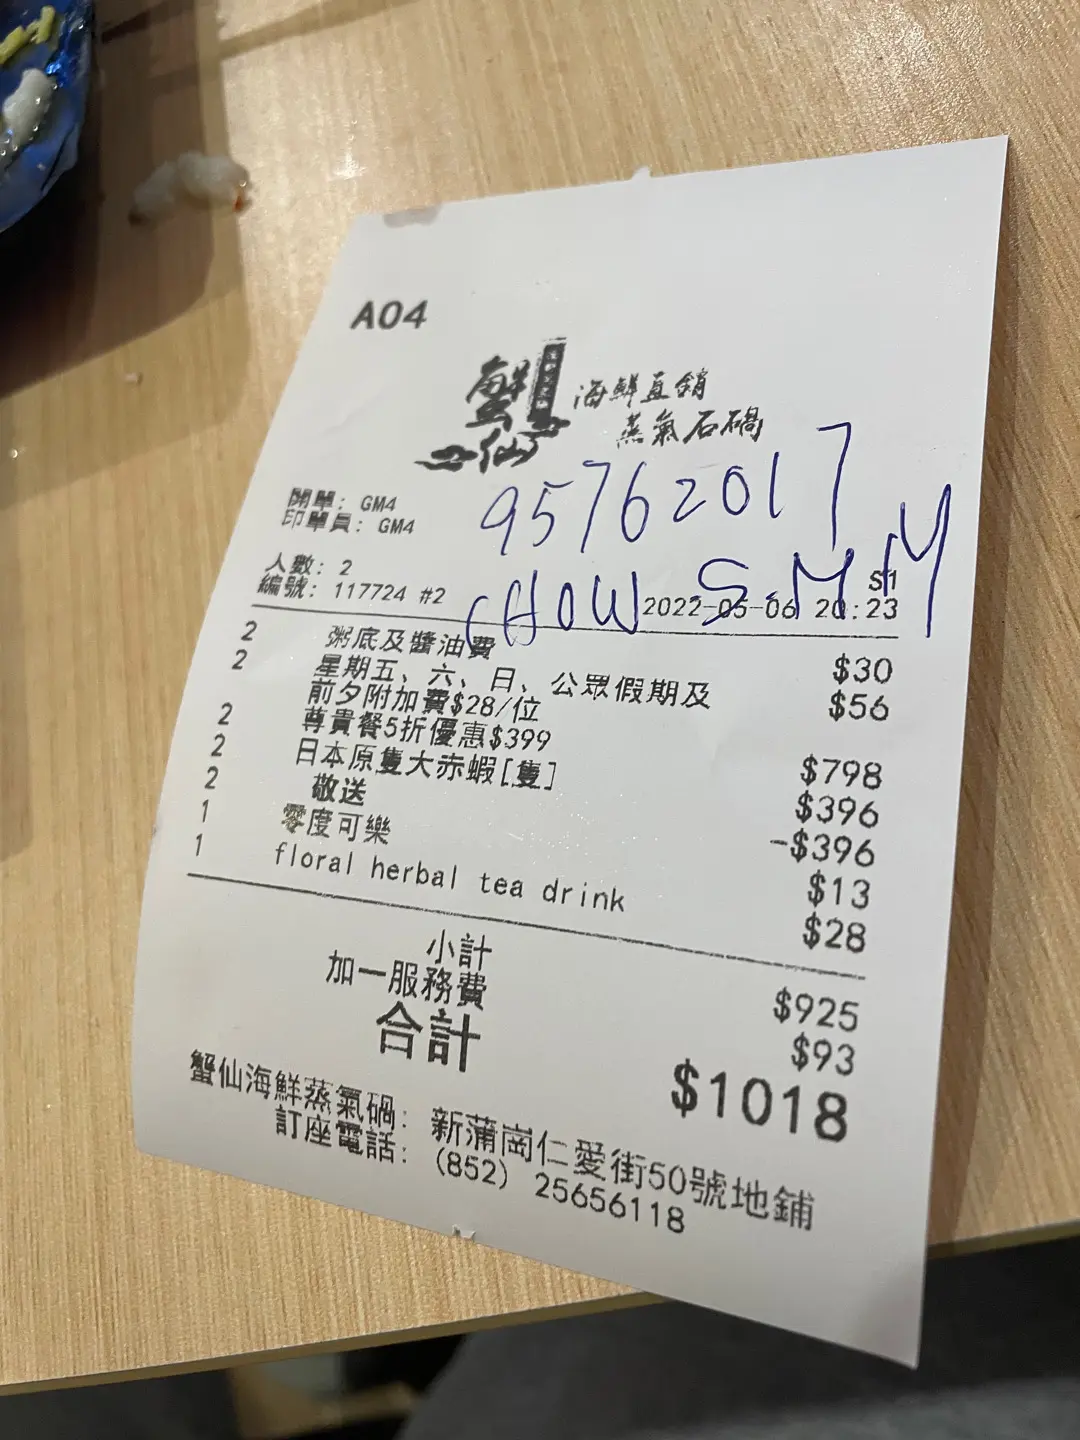 A04
蟹仙
海鮮直銷
蒸氣石鍋
95762017
CHOW S.M.M
開單: GM4
印單員: GM4
人數: 2
S1
編號: 117724 #2 2022-05-06 20:23
2 粥底及醬油費 $30
2 星期五、六、日、公眾假期及 $56
前夕附加費$28/位
2 尊貴餐5折優惠$399 $798
2 日本原隻大赤蝦[隻] $396
2 敬送 -$396
1 零度可樂 $13
1 floral herbal tea drink $28
小計 $925
加一服務費 $93
合計 $1018
蟹仙海鮮蒸氣鍋: 新蒲崗仁愛街50號地鋪
訂座電話: (852) 25656118